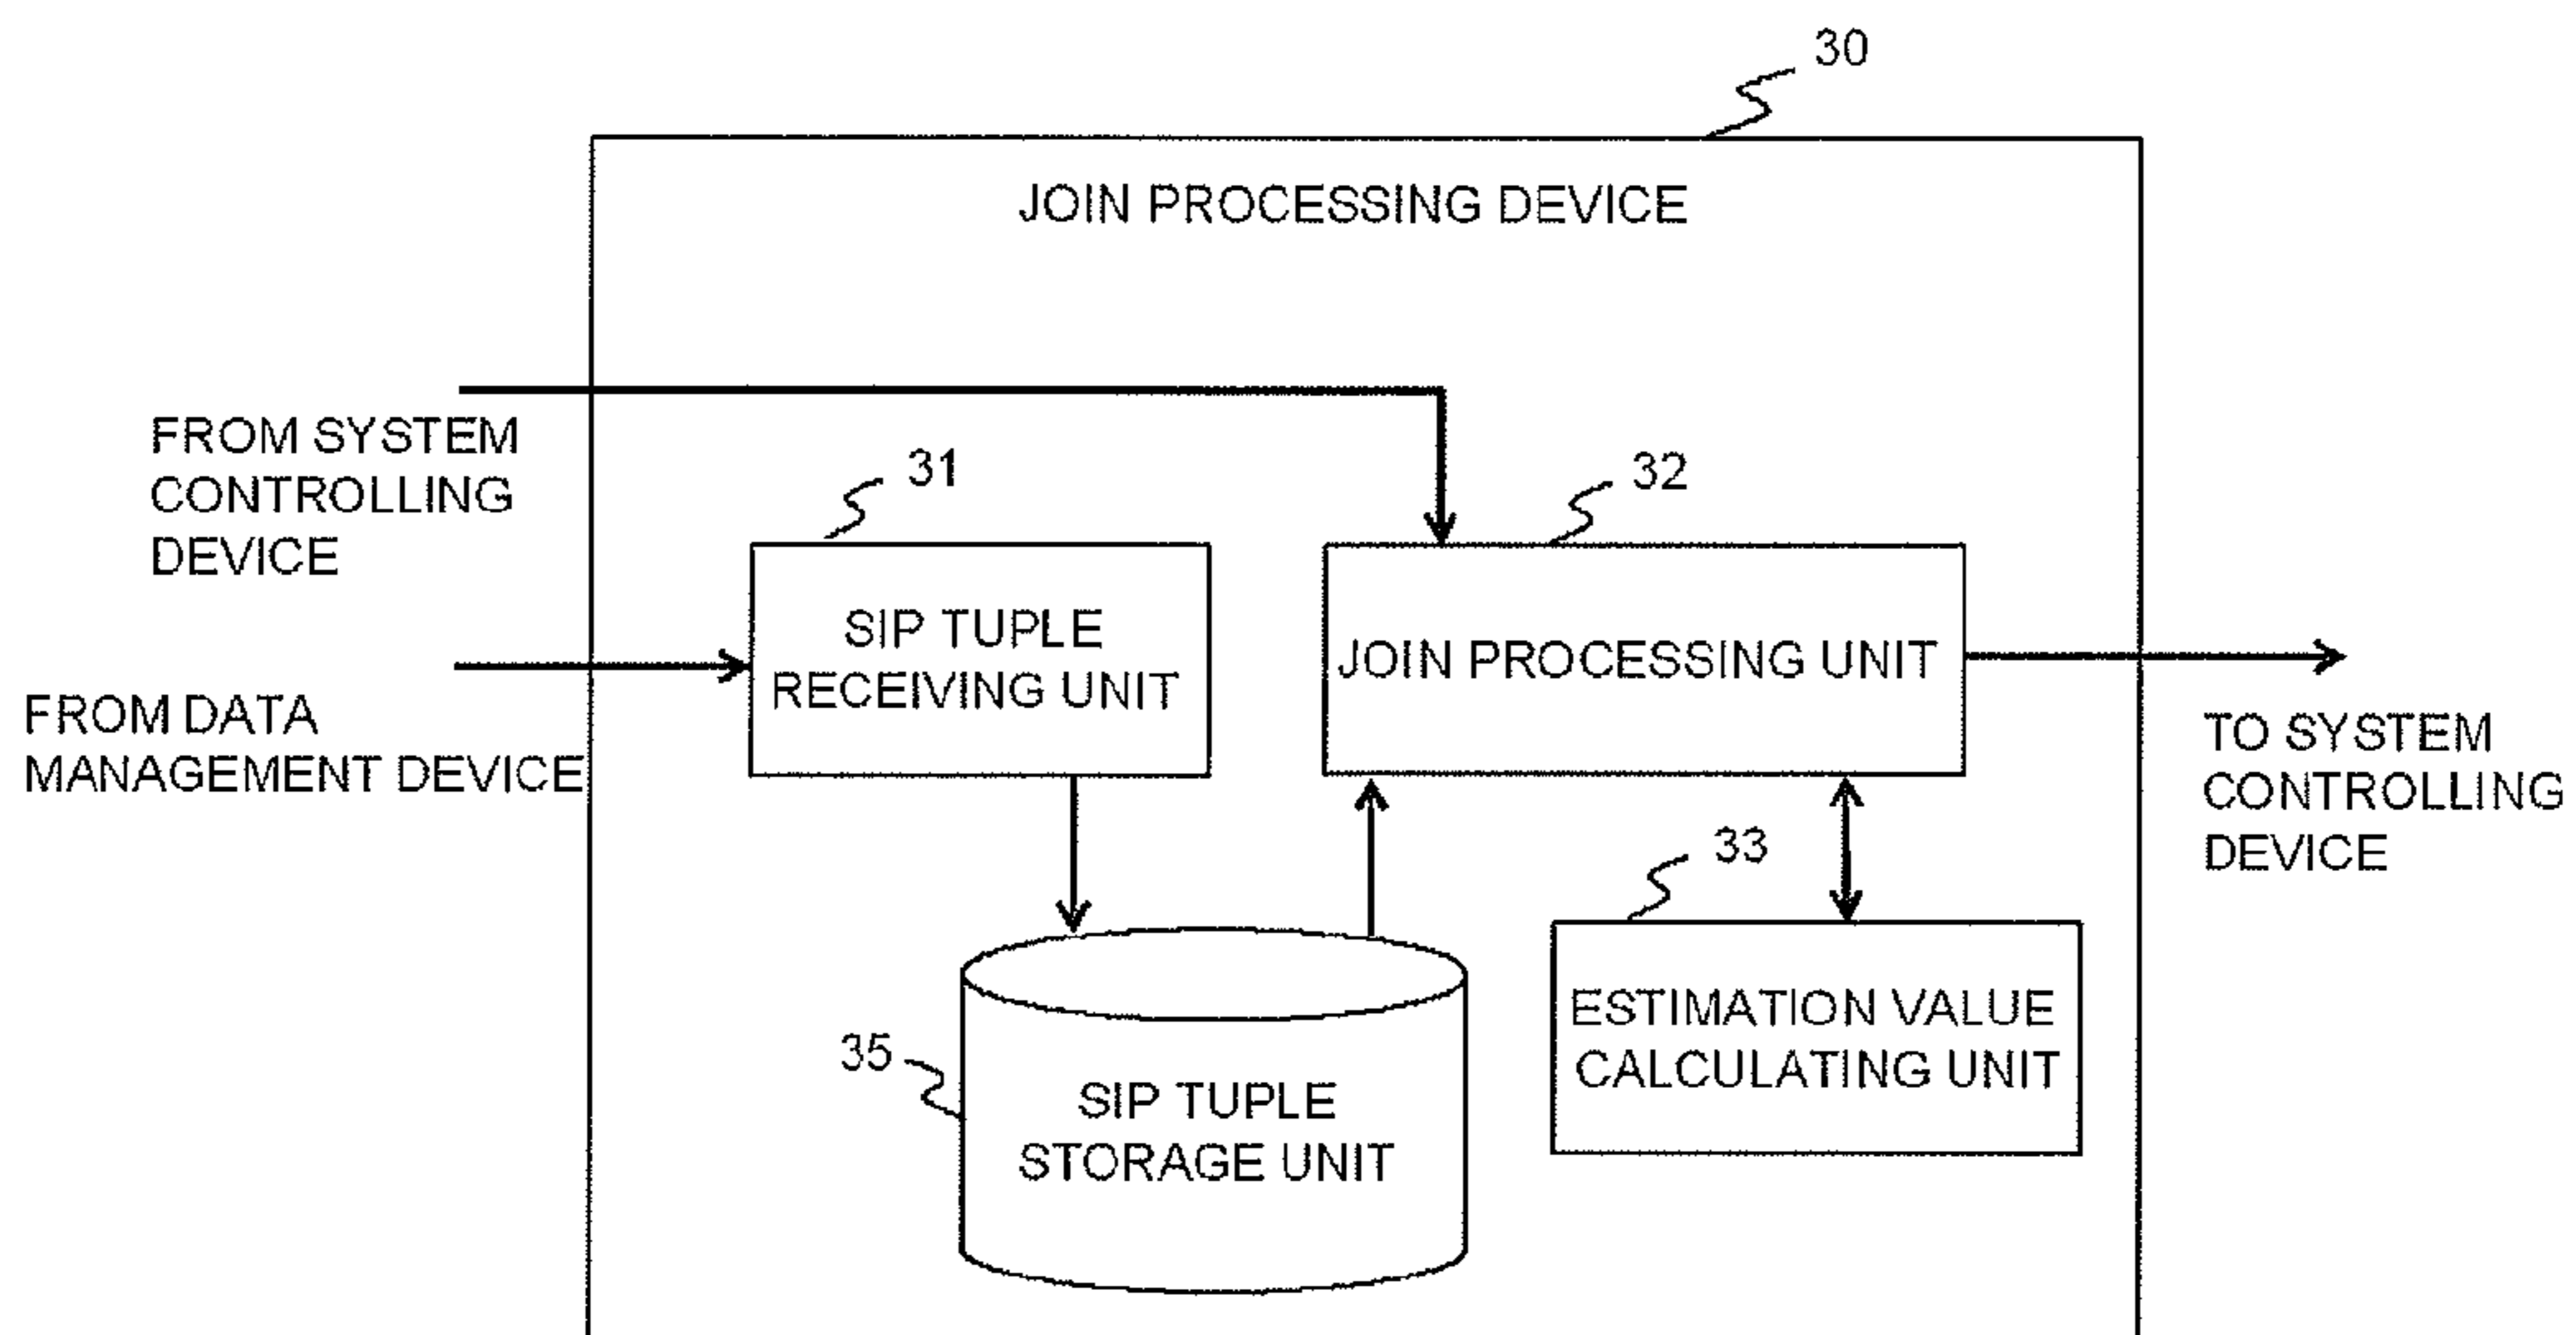 30
JOIN PROCESSING DEVICE
FROM SYSTEM
CONTROLLING
DEVICE
31
32
SIP TUPLE
RECEIVING UNIT
JOIN PROCESSING UNIT
FROM DATA
MANAGEMENT DEVICE
TO SYSTEM
CONTROLLING
DEVICE
33
ESTIMATION VALUE
CALCULATING UNIT
35
SIP TUPLE
STORAGE UNIT